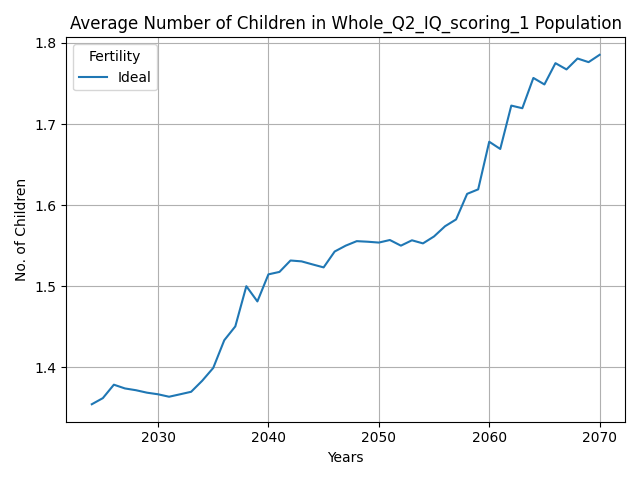 Average Number of Children in Whole_Q2_IQ_scoring_1 Population
Fertility
Ideal
No. of Children
1.8
1.7
1.6
1.5
1.4
2030 2040 2050 2060 2070
Years